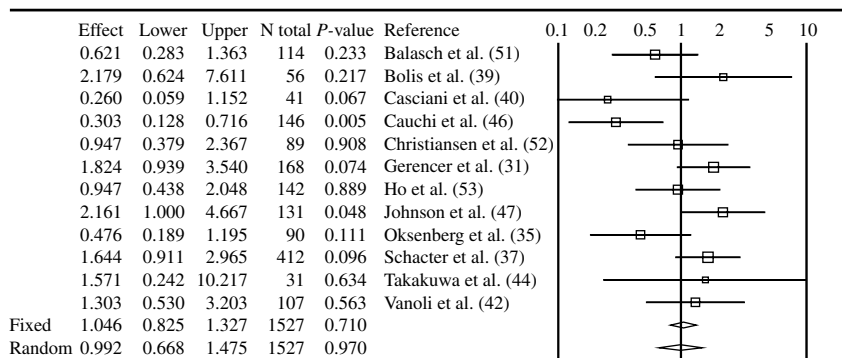 Effect Lower Upper N total P-value Reference 0.1 0.2 0.5 1 2 5 10
0.621 0.283 1.363 114 0.233 Balasch et al. (51)
2.179 0.624 7.611 56 0.217 Bolis et al. (39)
0.260 0.059 1.152 41 0.067 Casciani et al. (40)
0.303 0.128 0.716 146 0.005 Cauchi et al. (46)
0.947 0.379 2.367 89 0.908 Christiansen et al. (52)
1.824 0.939 3.540 168 0.074 Gerencer et al. (31)
0.947 0.438 2.048 142 0.889 Ho et al. (53)
2.161 1.000 4.667 131 0.048 Johnson et al. (47)
0.476 0.189 1.195 90 0.111 Oksenberg et al. (35)
1.644 0.911 2.965 412 0.096 Schacter et al. (37)
1.571 0.242 10.217 31 0.634 Takakuwa et al. (44)
1.303 0.530 3.203 107 0.563 Vanoli et al. (42)
Fixed 1.046 0.825 1.327 1527 0.710
Random 0.992 0.668 1.475 1527 0.970